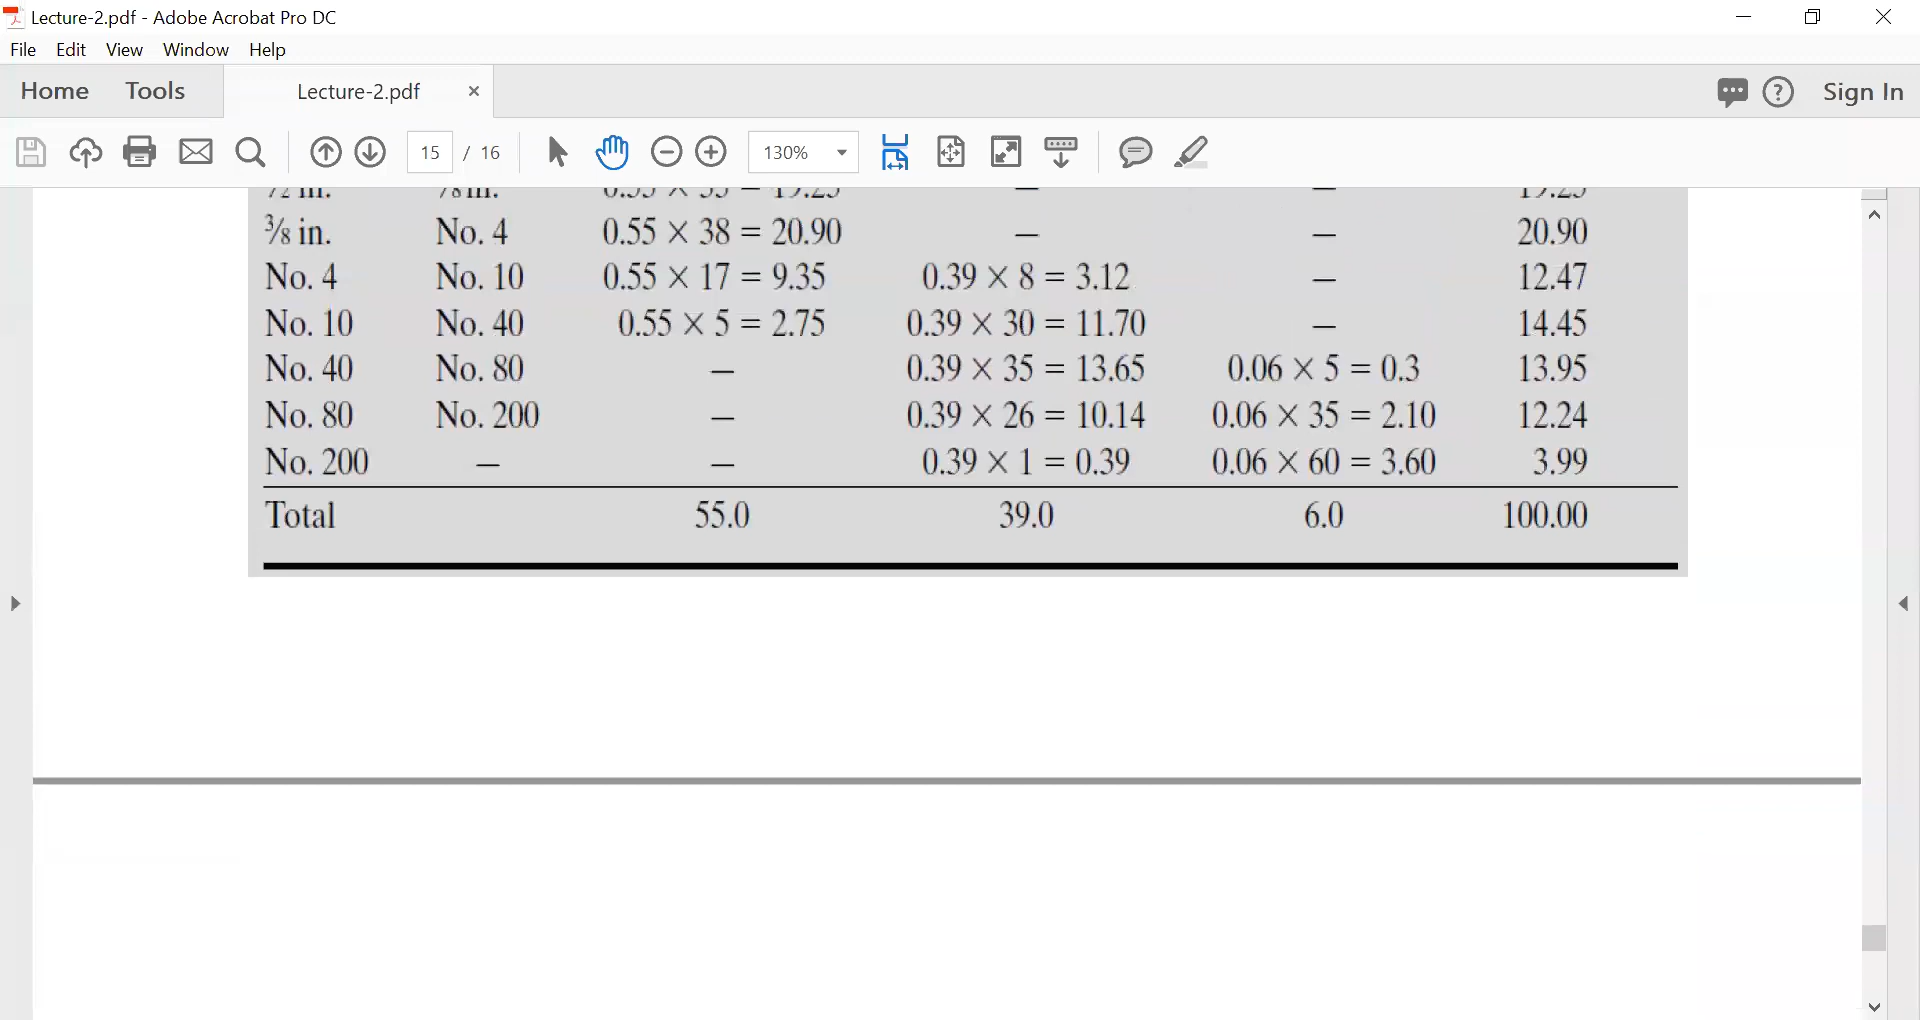 Lecture-2.pdf - Adobe Acrobat Pro DC
File Edit View Window Help
Home Tools Lecture-2.pdf × Sign In
15 / 16 130%
⅜ in. No. 4 0.55 × 38 = 20.90 — — 20.90
No. 4 No. 10 0.55 × 17 = 9.35 0.39 × 8 = 3.12 — 12.47
No. 10 No. 40 0.55 × 5 = 2.75 0.39 × 30 = 11.70 — 14.45
No. 40 No. 80 — 0.39 × 35 = 13.65 0.06 × 5 = 0.3 13.95
No. 80 No. 200 — 0.39 × 26 = 10.14 0.06 × 35 = 2.10 12.24
No. 200 — — 0.39 × 1 = 0.39 0.06 × 60 = 3.60 3.99
Total 55.0 39.0 6.0 100.00